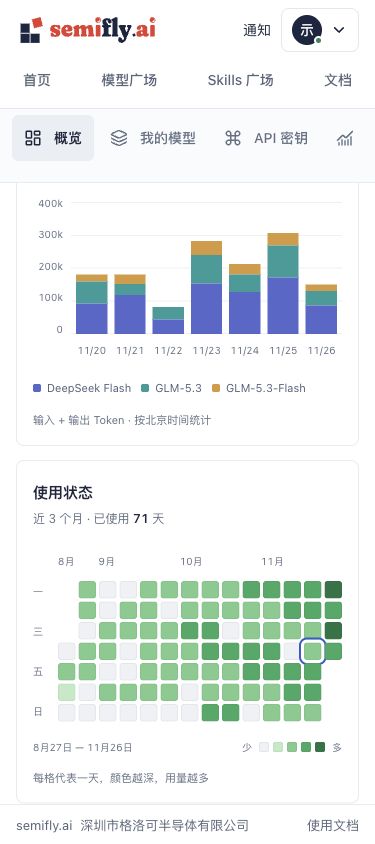 semifly.ai
通知
示
首页
模型广场
Skills 广场
文档
概览
我的模型
API 密钥
400k
300k
200k
100k
0
11/20 11/21 11/22 11/23 11/24 11/25 11/26
DeepSeek Flash GLM-5.3 GLM-5.3-Flash
输入 + 输出 Token · 按北京时间统计
使用状态
近 3 个月 · 已使用 71 天
8月 9月 10月 11月
一
三
五
日
8月27日 — 11月26日
少 多
每格代表一天，颜色越深，用量越多
semifly.ai 深圳市格洛可半导体有限公司
使用文档